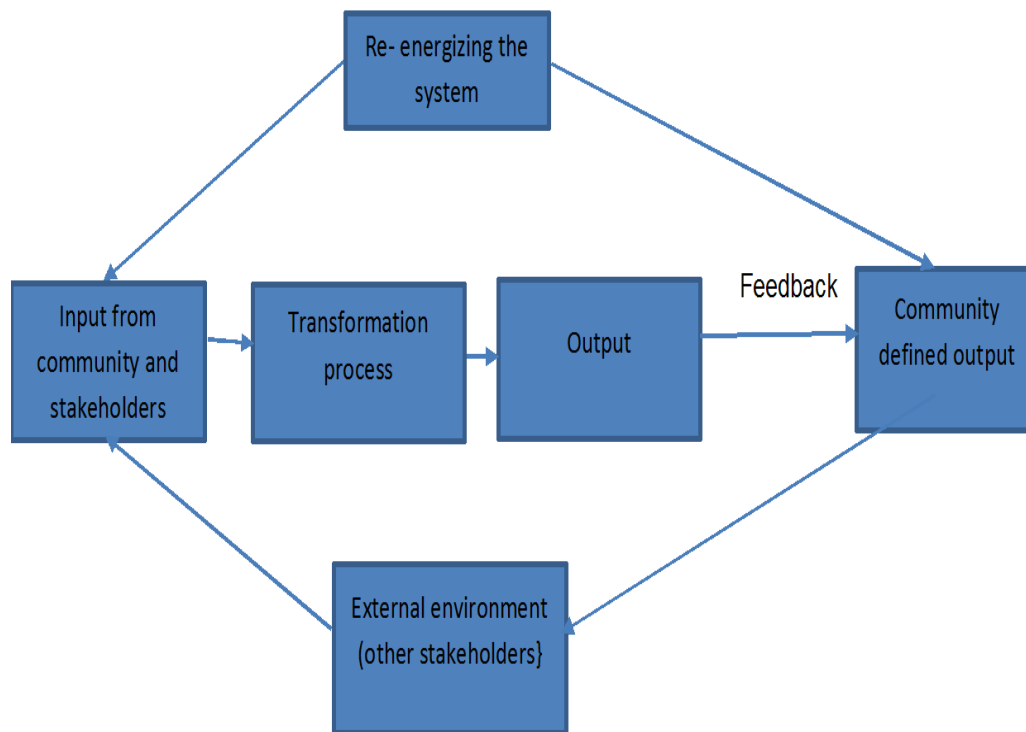 Re- energizing the
system
Input from
community and
stakeholders
Transformation
process
Output
Feedback
Community
defined output
External environment
(other stakeholders}